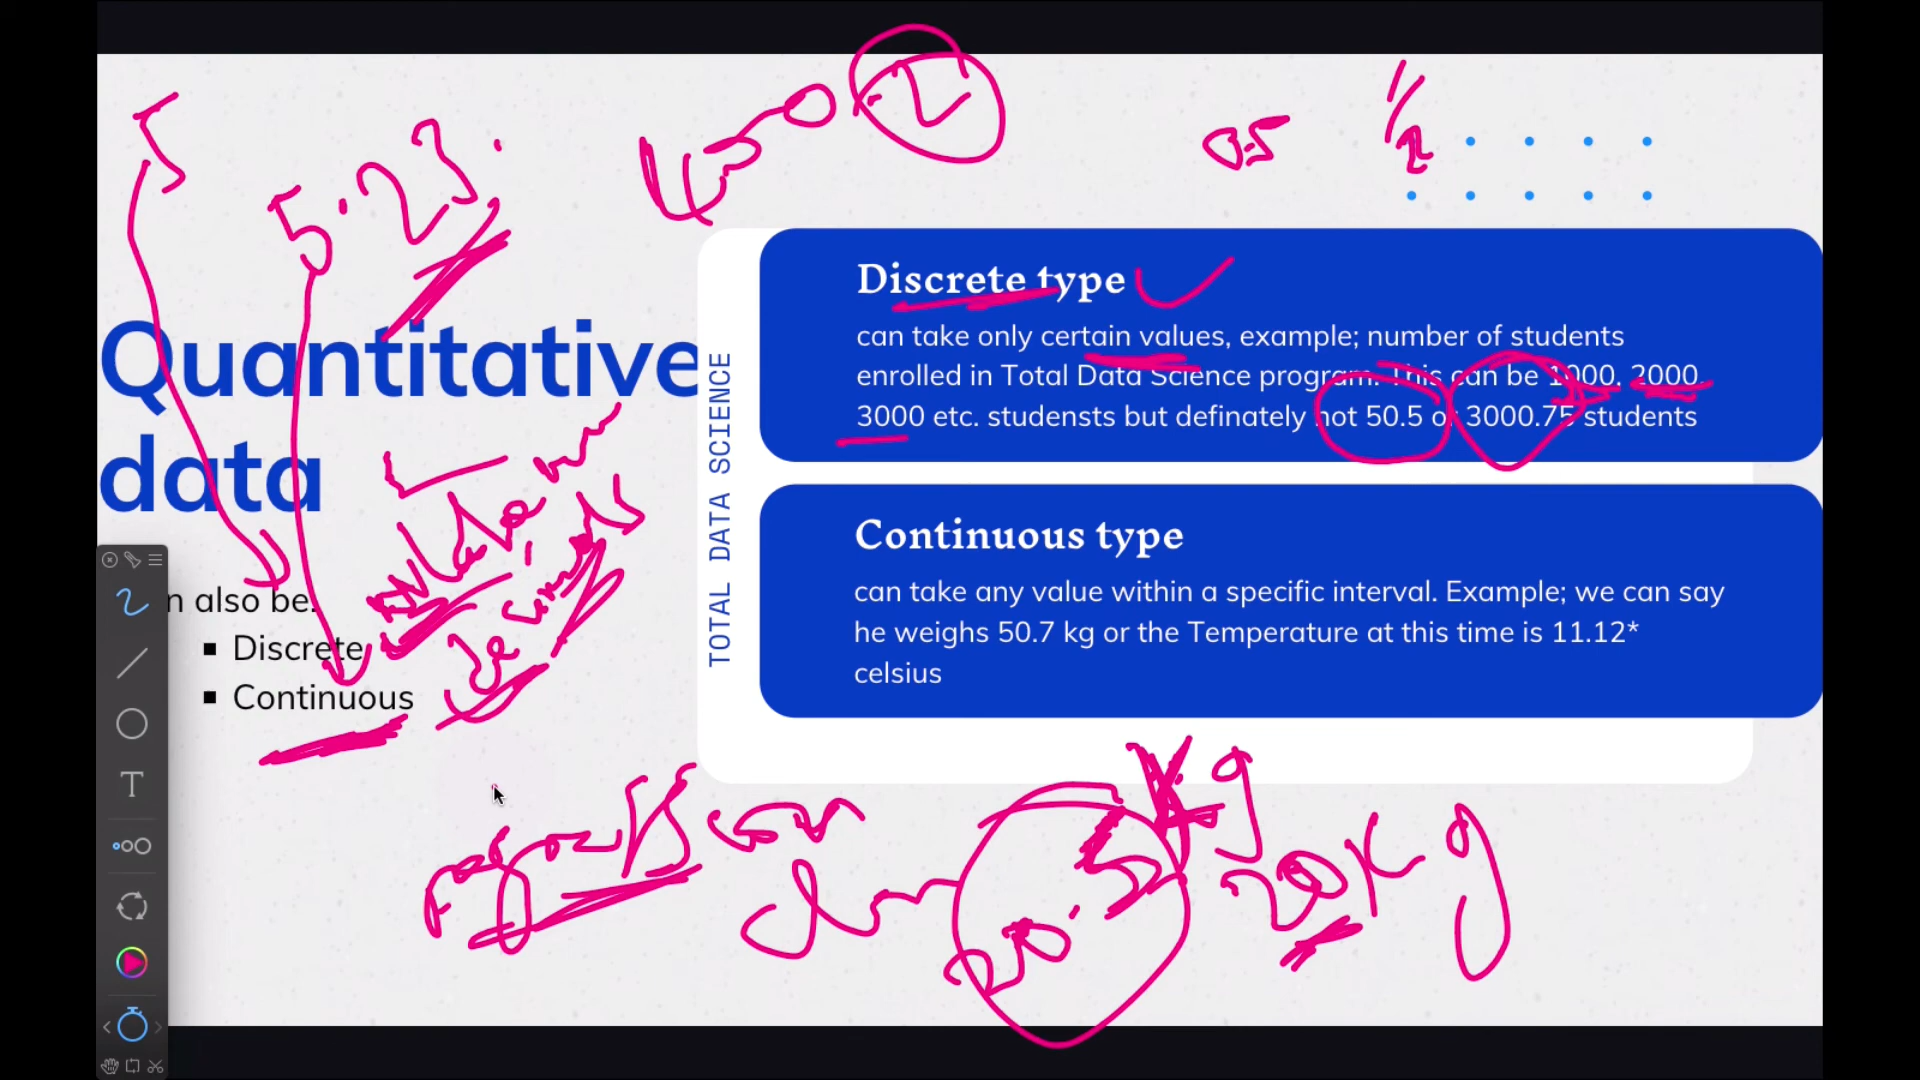 5
5.23.
0.5
1/2
Quantitative
data
n also be:
Discrete
Continuous
TOTAL DATA SCIENCE
Discrete type
can take only certain values, example; number of students
enrolled in Total Data Science program. This can be 1000, 2000,
3000 etc. studensts but definately not 50.5 or 3000.75 students
Continuous type
can take any value within a specific interval. Example; we can say
he weighs 50.7 kg or the Temperature at this time is 11.12*
celsius
20.5 kg
20kg
T